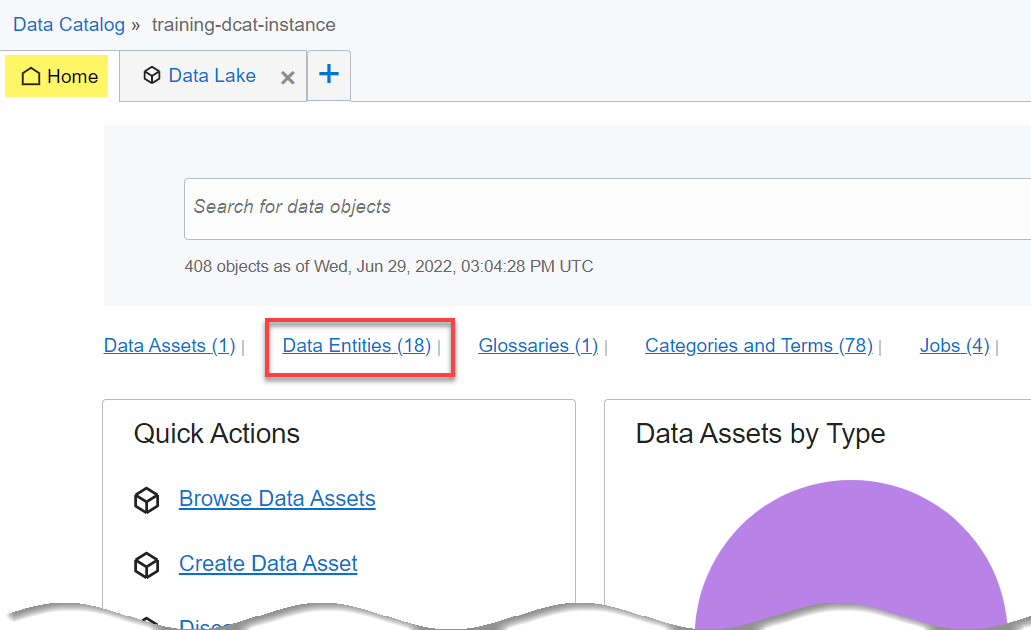 Data Catalog » training-dcat-instance
Home Data Lake × +
Search for data objects
408 objects as of Wed, Jun 29, 2022, 03:04:28 PM UTC
Data Assets (1) | Data Entities (18) | Glossaries (1) | Categories and Terms (78) | Jobs (4) |
Quick Actions
Data Assets by Type
Browse Data Assets
Create Data Asset